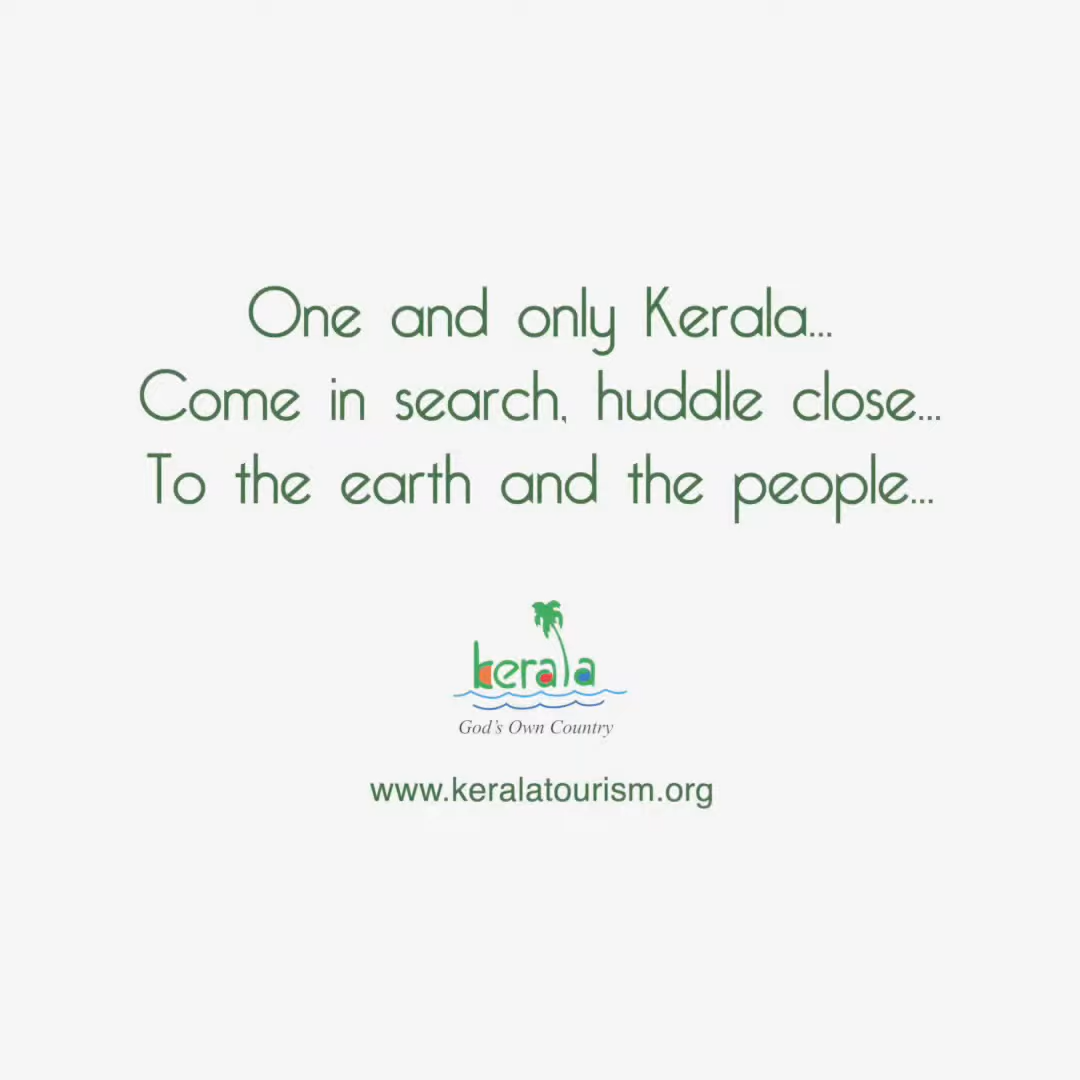 One and only Kerala...
Come in search, huddle close...
To the earth and the people...
kerala
God's Own Country
www.keralatourism.org